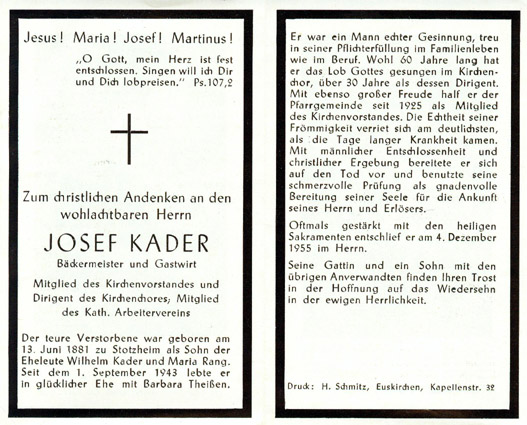 Jesus! Maria! Josef! Martinus!
„O Gott, mein Herz ist fest
entschlossen. Singen will ich Dir
und Dich lobpreisen.” Ps.107,2
Zum christlichen Andenken an den
wohlachtbaren Herrn
JOSEF KADER
Bäckermeister und Gastwirt
Mitglied des Kirchenvorstandes und
Dirigent des Kirchenchores, Mitglied
des Kath. Arbeitervereins
Der teure Verstorbene war geboren am
13. Juni 1881 zu Stotzheim als Sohn der
Eheleute Wilhelm Kader und Maria Rang.
Seit dem 1. September 1943 lebte er
in glücklicher Ehe mit Barbara Theißen.
Er war ein Mann echter Gesinnung, treu
in seiner Pflichterfüllung im Familienleben
wie im Beruf. Wohl 60 Jahre lang hat
er das Lob Gottes gesungen im Kirchen-
chor, über 30 Jahre als dessen Dirigent.
Mit ebenso großer Freude half er der
Pfarrgemeinde seit 1925 als Mitglied
des Kirchenvorstandes. Die Echtheit seiner
Frömmigkeit verriet sich am deutlichsten,
als die Tage langer Krankheit kamen.
Mit männlicher Entschlossenheit und
christlicher Ergebung bereitete er sich
auf den Tod vor und benutzte seine
schmerzvolle Prüfung als gnadenvolle
Bereitung seiner Seele für die Ankunft
seines Herrn und Erlösers.
Oftmals gestärkt mit den heiligen
Sakramenten entschlief er am 4. Dezember
1955 im Herrn.
Seine Gattin und ein Sohn mit den
übrigen Anverwandten finden Ihren Trost
in der Hoffnung auf das Wiedersehn
in der ewigen Herrlichkeit.
Druck: H. Schmitz, Euskirchen, Kapellenstr. 32